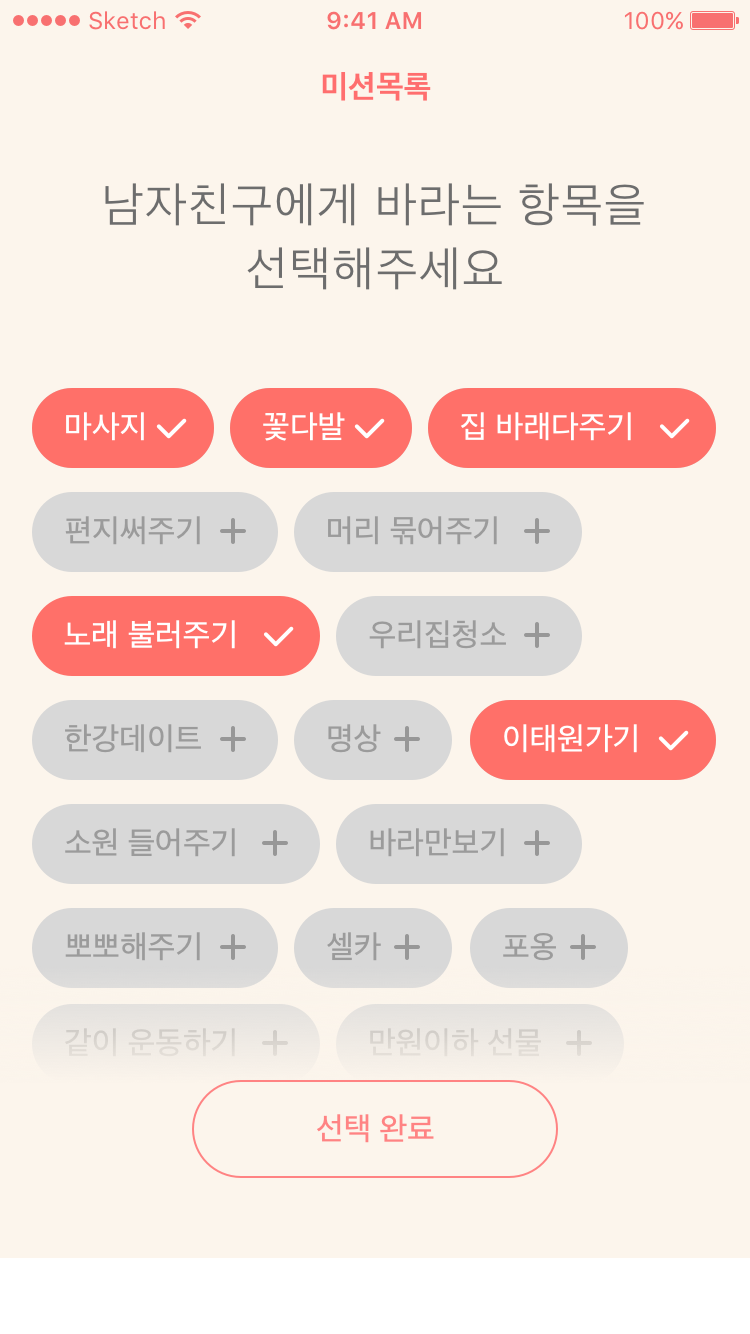 Sketch 9:41 AM 100%
미션목록
남자친구에게 바라는 항목을
선택해주세요
마사지 꽃다발 집 바래다주기
편지써주기 머리 묶어주기
노래 불러주기 우리집청소
한강데이트 명상 이태원가기
소원 들어주기 바라만보기
뽀뽀해주기 셀카 포옹
같이 운동하기 만원이하 선물
선택 완료